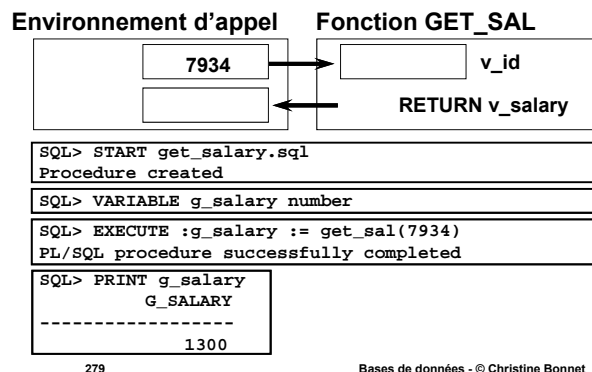 Environnement d'appel Fonction GET_SAL
7934 v_id
RETURN v_salary
SQL> START get_salary.sql
Procedure created
SQL> VARIABLE g_salary number
SQL> EXECUTE :g_salary := get_sal(7934)
PL/SQL procedure successfully completed
SQL> PRINT g_salary
G_SALARY
------------------
1300
279 Bases de données - © Christine Bonnet